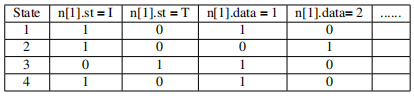 State n[1].st = I n[1].st = T n[1].data = 1 n[1].data= 2 ......
1 1 0 1 0
2 1 0 0 1
3 0 1 1 0
4 1 0 1 0